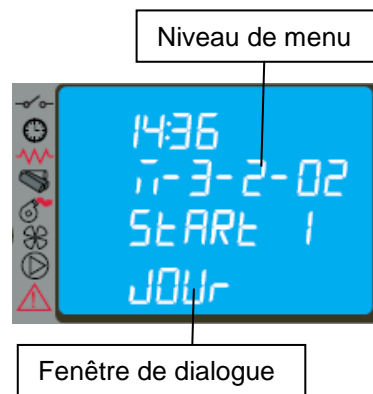 Niveau de menu
14:36
n-3-2-02
StARt 1
JOUr
Fenêtre de dialogue